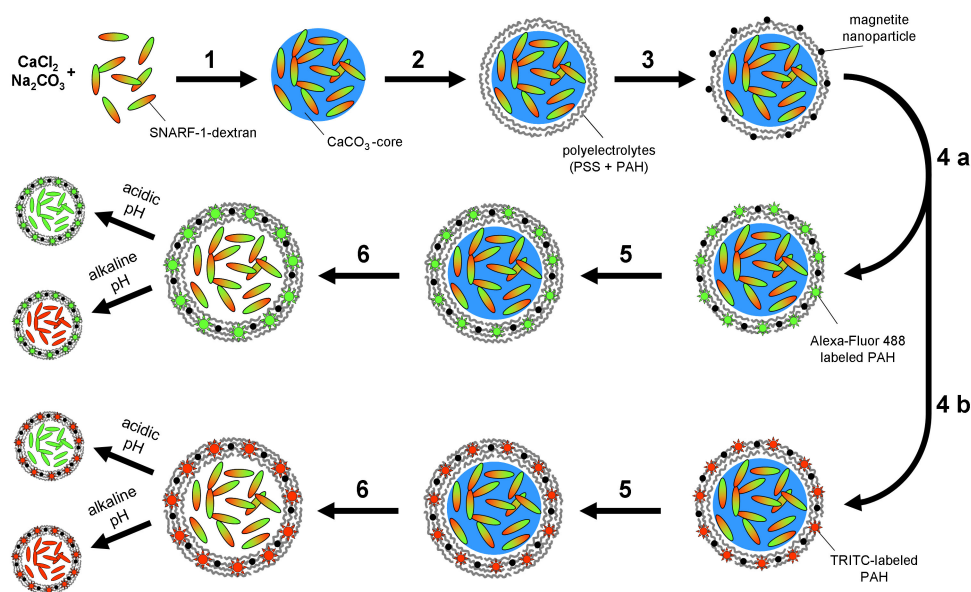 CaCl2
Na2CO3
+
1
2
3
magnetite
nanoparticle
SNARF-1-dextran
CaCO3-core
polyelectrolytes
(PSS + PAH)
4 a
acidic
pH
alkaline
pH
6
5
Alexa-Fluor 488
labeled PAH
4 b
acidic
pH
alkaline
pH
6
5
TRITC-labeled
PAH